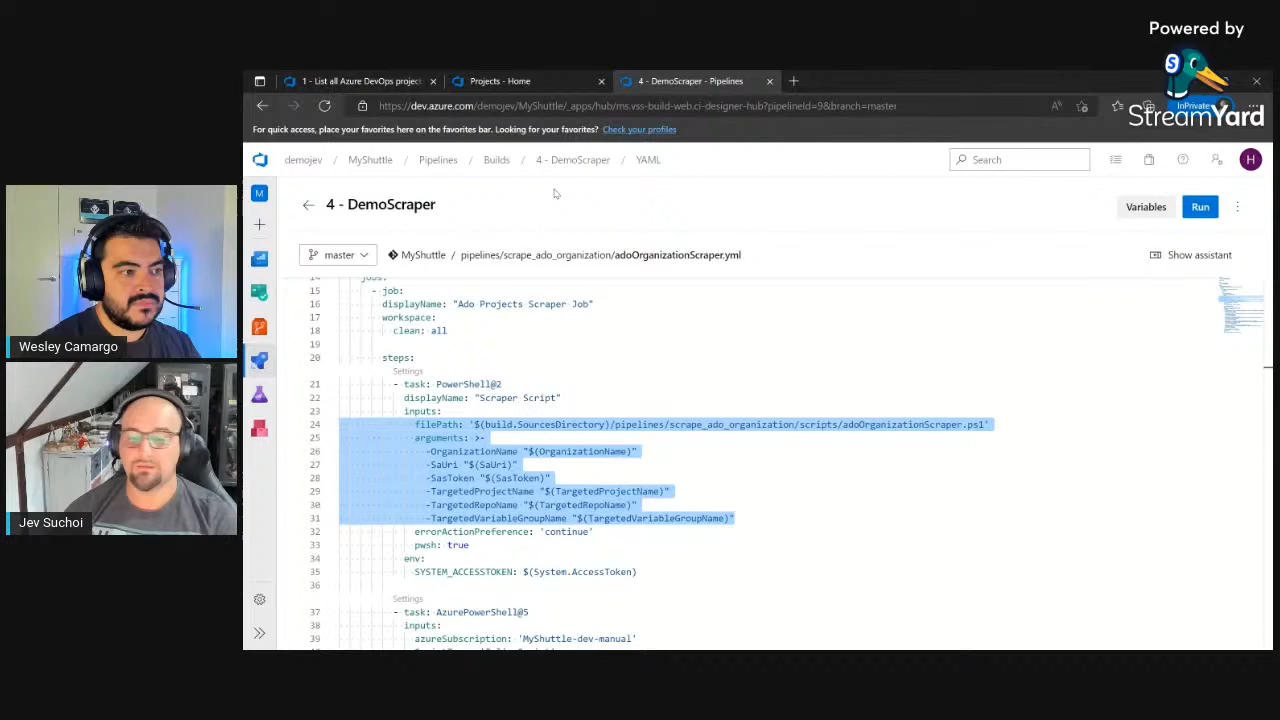 Powered by
StreamYard
1 - List all Azure DevOps project
Projects - Home
4 - DemoScraper - Pipelines
https://dev.azure.com/demojev/MyShuttle/_apps/hub/ms.vss-build-web.ci-designer-hub?pipelineId=9&branch=master
InPrivate
For quick access, place your favorites here on the favorites bar. Looking for your favorites? Check your profiles
demojev / MyShuttle / Pipelines / Builds / 4 - DemoScraper / YAML
Search
H
M
4 - DemoScraper
Variables
Run
master
MyShuttle / pipelines/scrape_ado_organization/adoOrganizationScraper.yml
Show assistant
14 jobs:
15 - job:
16 displayName: "Ado Projects Scraper Job"
17 workspace:
18 clean: all
19
20 steps:
Settings
21 - task: PowerShell@2
22 displayName: "Scraper Script"
23 inputs:
24 filePath: '$(build.SourcesDirectory)/pipelines/scrape_ado_organization/scripts/adoOrganizationScraper.ps1'
25 arguments: >-
26 -OrganizationName "$(OrganizationName)"
27 -SaUri "$(SaUri)"
28 -SasToken "$(SasToken)"
29 -TargetedProjectName "$(TargetedProjectName)"
30 -TargetedRepoName "$(TargetedRepoName)"
31 -TargetedVariableGroupName "$(TargetedVariableGroupName)"
32 errorActionPreference: 'continue'
33 pwsh: true
34 env:
35 SYSTEM_ACCESSTOKEN: $(System.AccessToken)
36
Settings
37 - task: AzurePowerShell@5
38 inputs:
39 azureSubscription: 'MyShuttle-dev-manual'
Wesley Camargo
Jev Suchoi